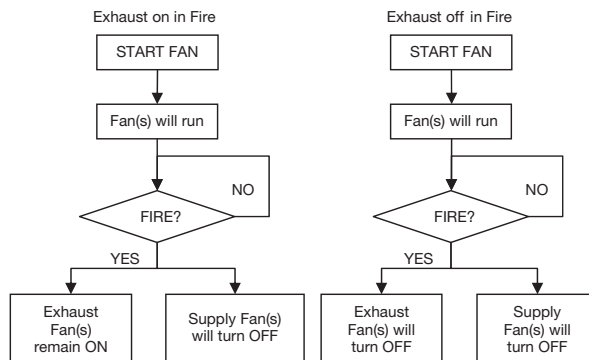 Exhaust on in Fire
START FAN
Fan(s) will run
NO
FIRE?
YES
Exhaust
Fan(s)
remain ON
Supply Fan(s)
will turn OFF
Exhaust off in Fire
START FAN
Fan(s) will run
NO
FIRE?
YES
Exhaust
Fan(s) will
turn OFF
Supply
Fan(s) will
turn OFF